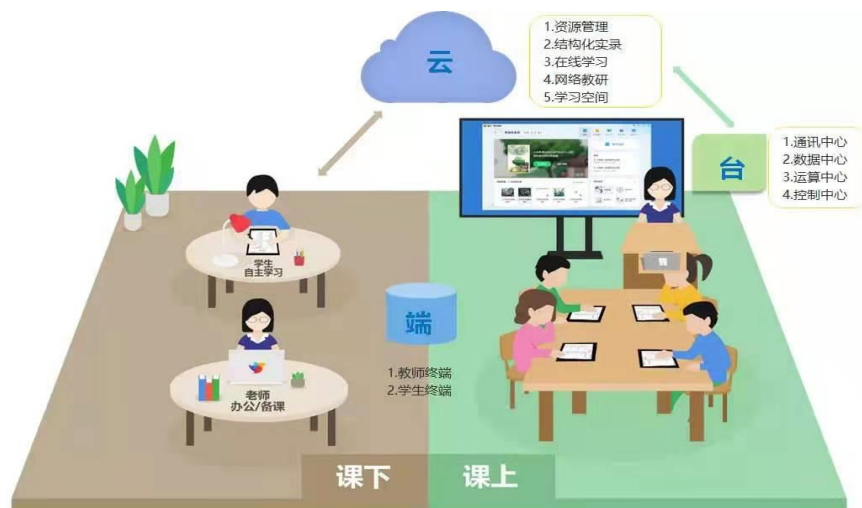 云
1.资源管理
2.结构化实录
3.在线学习
4.网络教研
5.学习空间
台
1.通讯中心
2.数据中心
3.运算中心
4.控制中心
学生
自主学习
端
1.教师终端
2.学生终端
老师
办公/备课
课下
课上